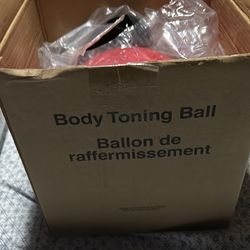 Body Toning Ball
Ballon de
raffermissement